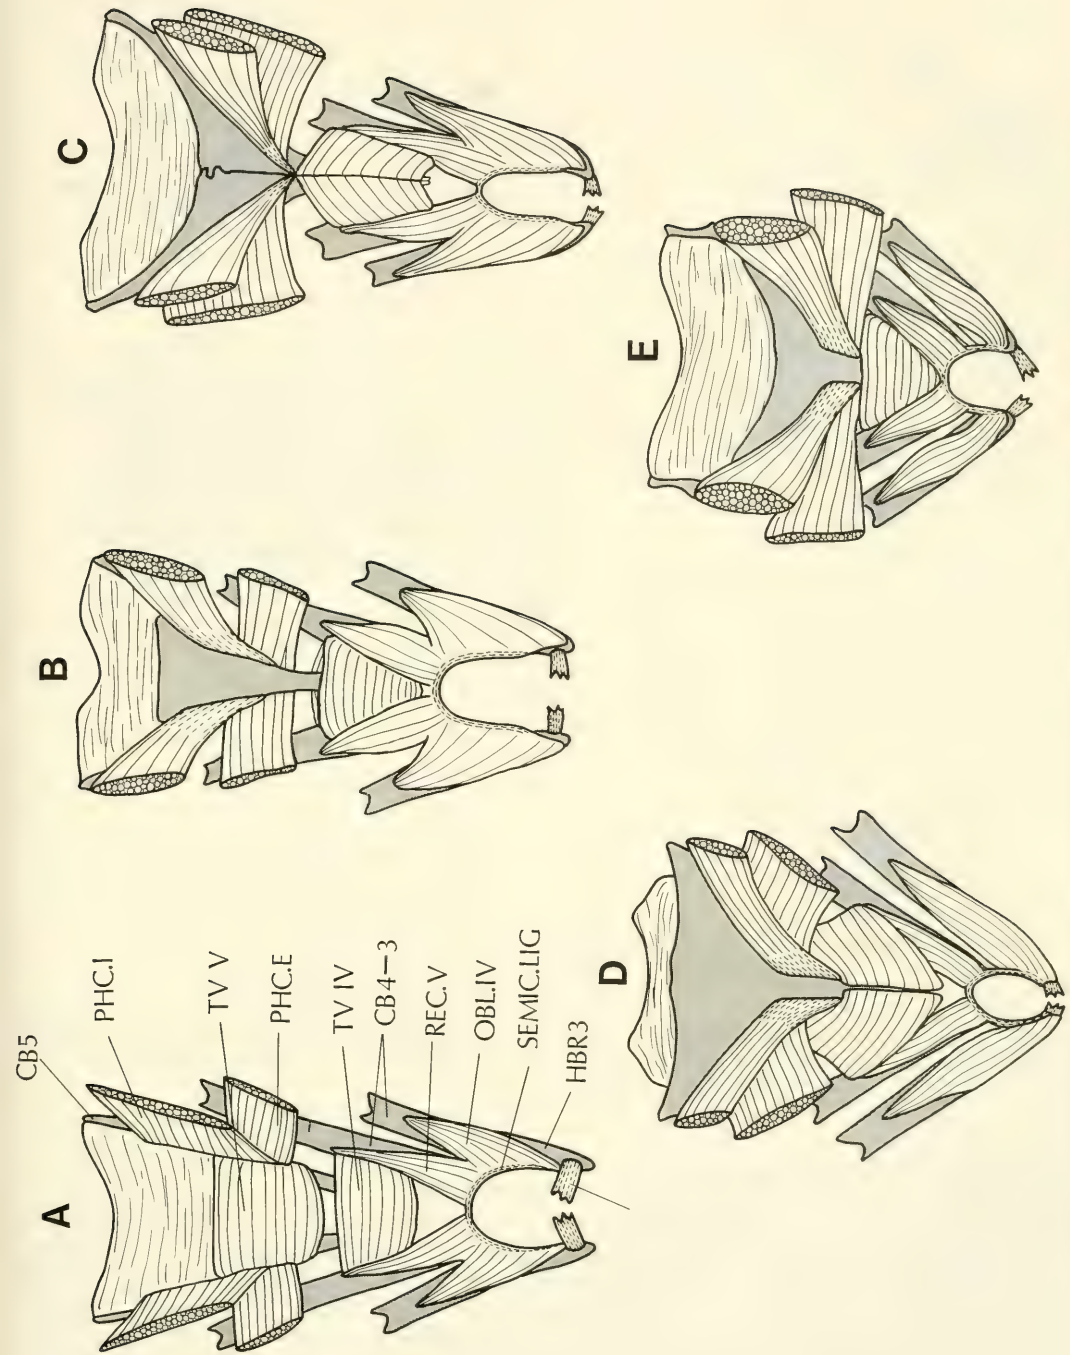 A
CB5
PHC.I
TV V
PHC.E
TV IV
CB4–3
REC.V
OBL.IV
SEMIC.LIG
HBR3
B
C
D
E